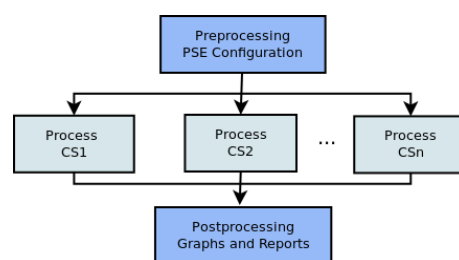 Preprocessing
PSE Configuration
Process
CS1
Process
CS2
...
Process
CSn
Postprocessing
Graphs and Reports